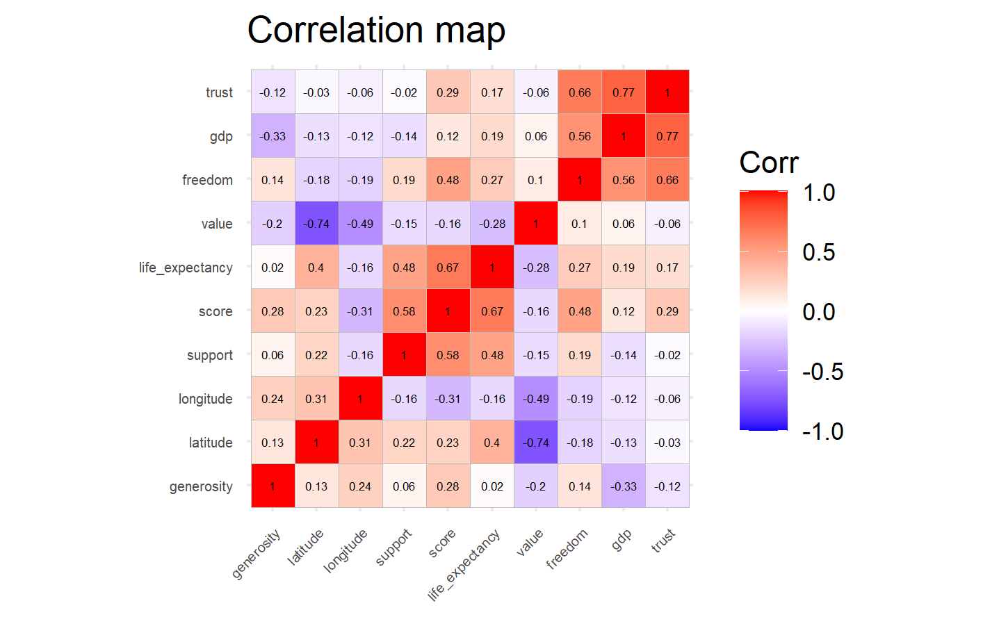 Correlation map
trust -0.12 -0.03 -0.06 -0.02 0.29 0.17 -0.06 0.66 0.77 1
gdp -0.33 -0.13 -0.12 -0.14 0.12 0.19 0.06 0.56 1 0.77
freedom 0.14 -0.18 -0.19 0.19 0.48 0.27 0.1 1 0.56 0.66
value -0.2 -0.74 -0.49 -0.15 -0.16 -0.28 1 0.1 0.06 -0.06
life_expectancy 0.02 0.4 -0.16 0.48 0.67 1 -0.28 0.27 0.19 0.17
score 0.28 0.23 -0.31 0.58 1 0.67 -0.16 0.48 0.12 0.29
support 0.06 0.22 -0.16 1 0.58 0.48 -0.15 0.19 -0.14 -0.02
longitude 0.24 0.31 1 -0.16 -0.31 -0.16 -0.49 -0.19 -0.12 -0.06
latitude 0.13 1 0.31 0.22 0.23 0.4 -0.74 -0.18 -0.13 -0.03
generosity 1 0.13 0.24 0.06 0.28 0.02 -0.2 0.14 -0.33 -0.12
generosity latitude longitude support score life_expectancy value freedom gdp trust
Corr
1.0
0.5
0.0
-0.5
-1.0